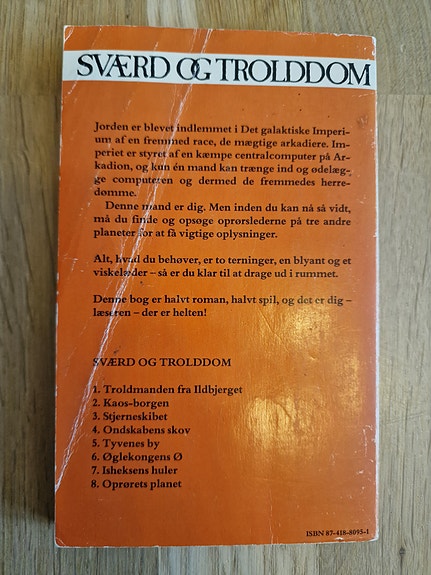 SVÆRD OG TROLDDOM
Jorden er blevet indlemmet i Det galaktiske Imperi-
um af en fremmed race, de mægtige arkadiere. Im-
periet er styret af en kæmpe centralcomputer på Ar-
kadion, og kun én mand kan trænge ind og ødelæg-
ge computeren og dermed de fremmedes herre-
dømme.
Denne mand er dig. Men inden du kan nå så vidt,
må du finde og opsøge oprørslederne på tre andre
planeter for at få vigtige oplysninger.
Alt, hvad du behøver, er to terninger, en blyant og et
viskelæder – så er du klar til at drage ud i rummet.
Denne bog er halvt roman, halvt spil, og det er dig –
læseren – der er helten!
SVÆRD OG TROLDDOM
1. Troldmanden fra Ildbjerget
2. Kaos-borgen
3. Stjerneskibet
4. Ondskabens skov
5. Tyvenes by
6. Øglekongens Ø
7. Isheksens huler
8. Oprørets planet
ISBN 87-418-8095-1